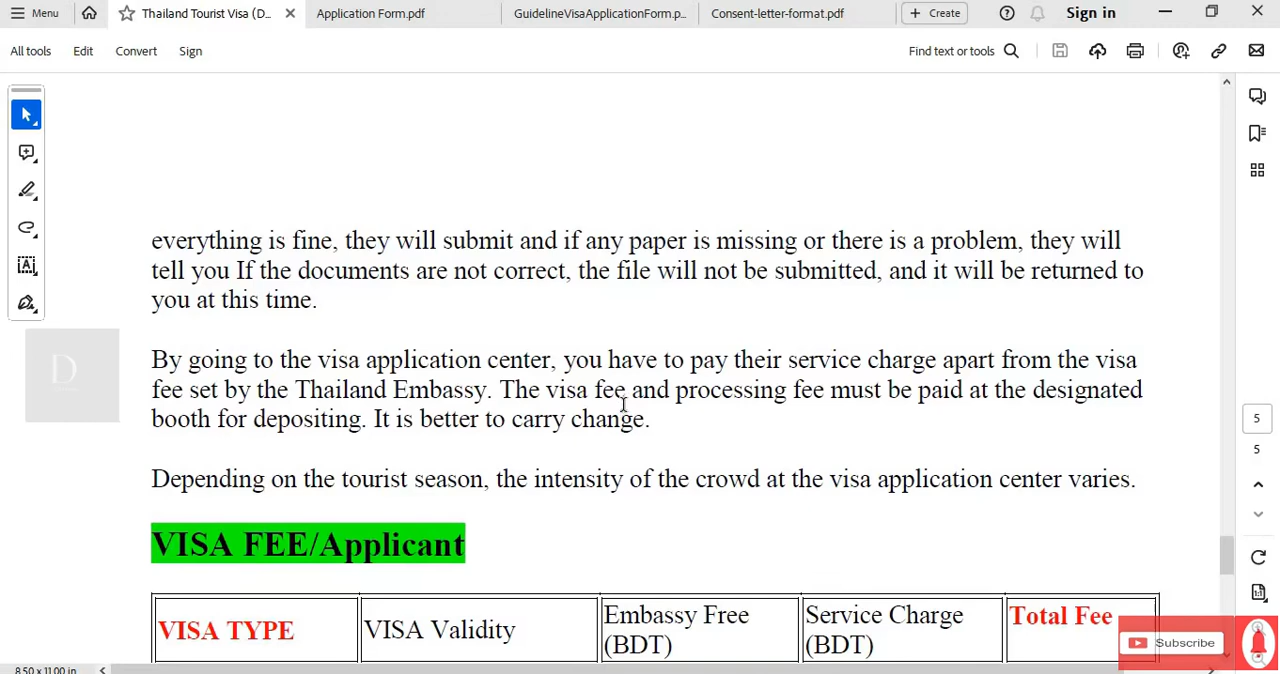 Menu
Thailand Tourist Visa (D...
Application Form.pdf
GuidelineVisaApplicationForm.p...
Consent-letter-format.pdf
+ Create
Sign in
All tools
Edit
Convert
Sign
Find text or tools
everything is fine, they will submit and if any paper is missing or there is a problem, they will
tell you If the documents are not correct, the file will not be submitted, and it will be returned to
you at this time.
D
By going to the visa application center, you have to pay their service charge apart from the visa
fee set by the Thailand Embassy. The visa fee and processing fee must be paid at the designated
booth for depositing. It is better to carry change.
5
5
Depending on the tourist season, the intensity of the crowd at the visa application center varies.
VISA FEE/Applicant
VISA TYPE
VISA Validity
Embassy Free
(BDT)
Service Charge
(BDT)
Total Fee
Subscribe
8.50 x 11.00 in